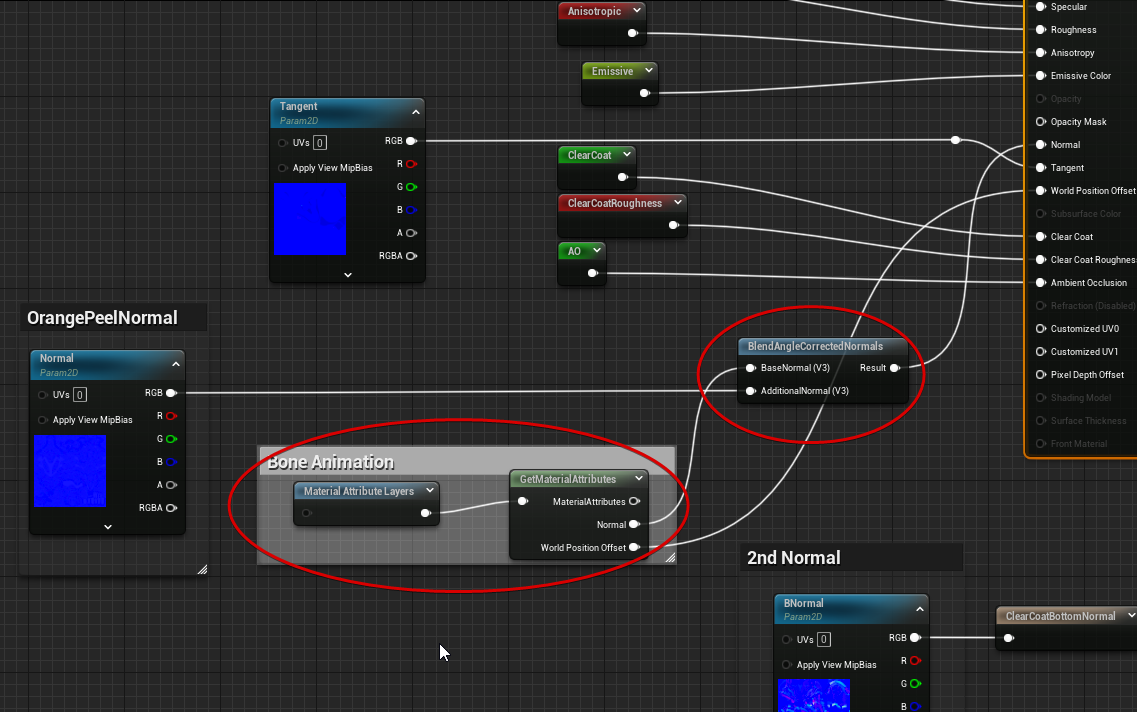 Anisotropic
Emissive
Specular
Roughness
Anisotropy
Emissive Color
Opacity
Opacity Mask
Normal
Tangent
World Position Offset
Subsurface Color
Clear Coat
Clear Coat Roughness
Ambient Occlusion
Refraction (Disabled)
Customized UV0
Customized UV1
Pixel Depth Offset
Shading Model
Surface Thickness
Front Material
Tangent
Param2D
UVs 0
Apply View MipBias
RGB
R
G
B
A
RGBA
ClearCoat
ClearCoatRoughness
AO
OrangePeelNormal
Normal
Param2D
UVs 0
Apply View MipBias
RGB
R
G
B
A
RGBA
BlendAngleCorrectedNormals
BaseNormal (V3) Result
AdditionalNormal (V3)
Bone Animation
Material Attribute Layers
GetMaterialAttributes
MaterialAttributes
Normal
World Position Offset
2nd Normal
BNormal
Param2D
UVs 0
Apply View MipBias
RGB
R
G
B
ClearCoatBottomNormal